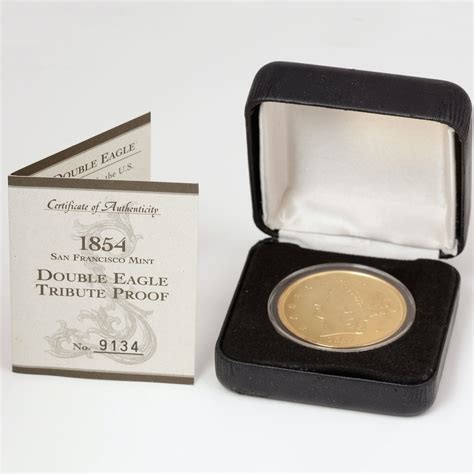 DOUBLE EAGLE
the U.S.
Certificate of Authenticity
1854
SAN FRANCISCO MINT
DOUBLE EAGLE
TRIBUTE PROOF
No. 9134